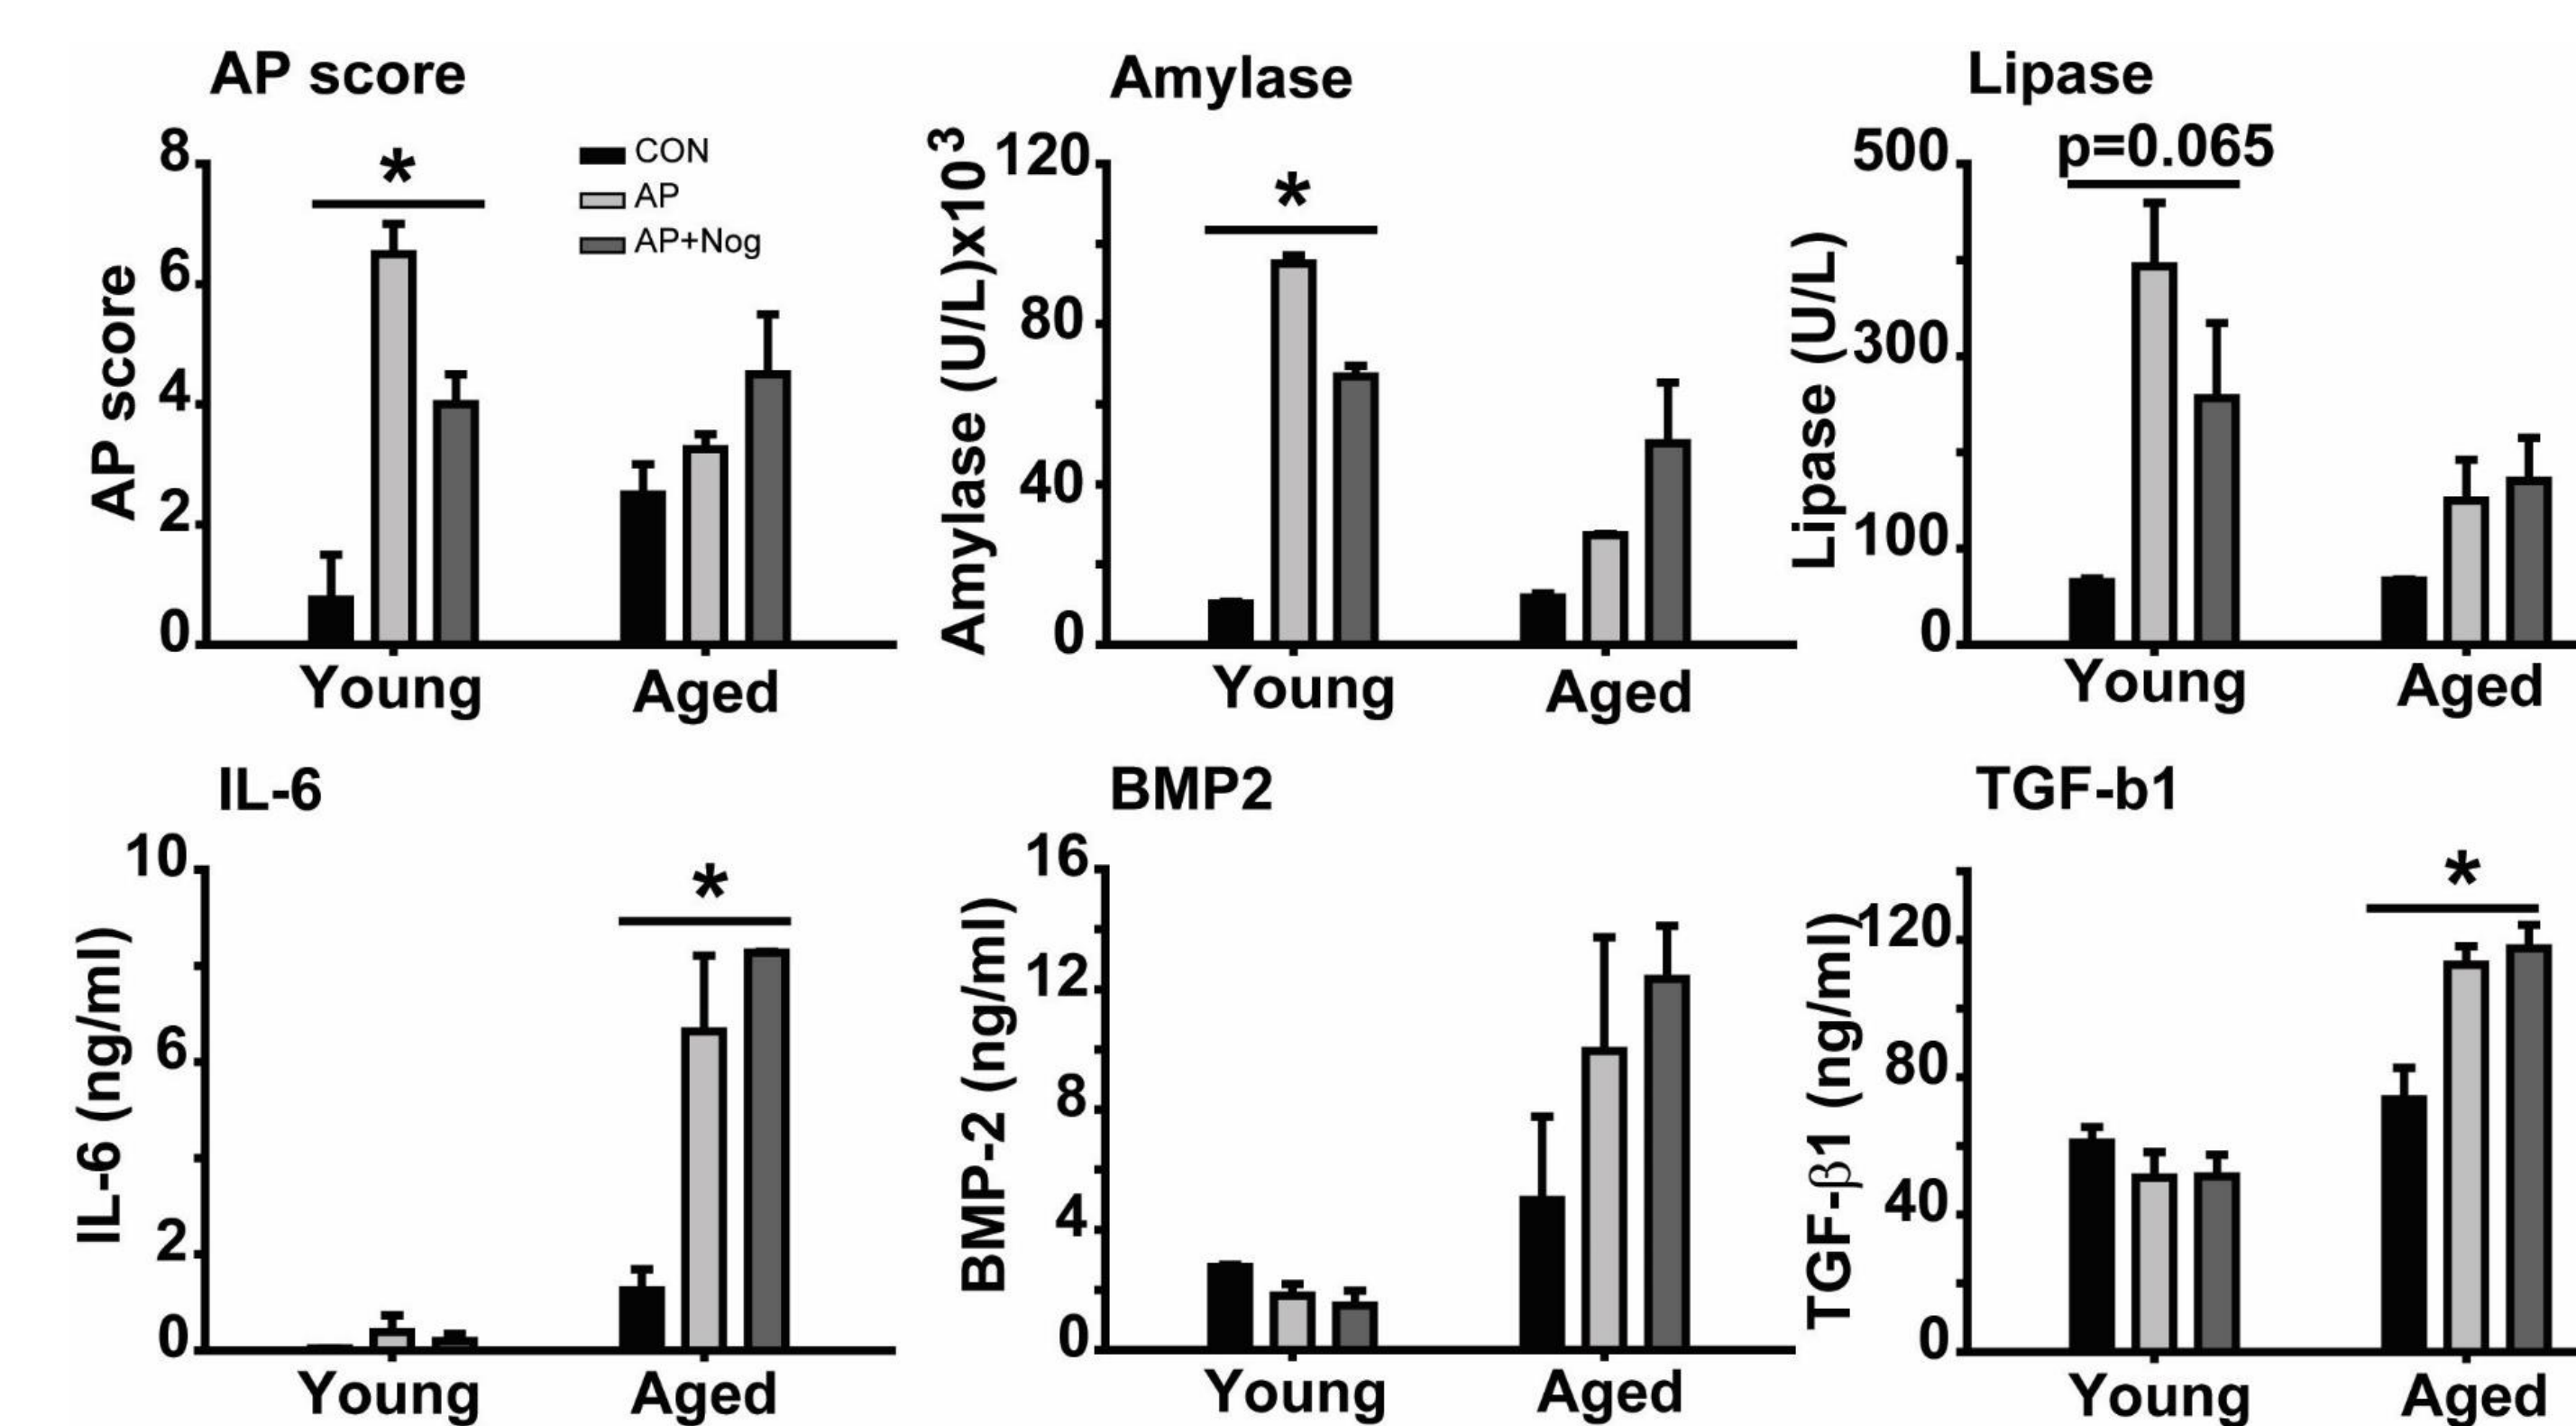 AP score
AP score
8
6
4
2
0
*
CON
AP
AP+Nog
Young
Aged
Amylase
Amylase (U/L)x10³
120
80
40
0
*
Young
Aged
Lipase
Lipase (U/L)
500
300
100
0
p=0.065
Young
Aged
IL-6
IL-6 (ng/ml)
10
6
2
0
*
Young
Aged
BMP2
BMP-2 (ng/ml)
16
12
8
4
0
Young
Aged
TGF-b1
TGF-β1 (ng/ml)
120
80
40
0
*
Young
Aged